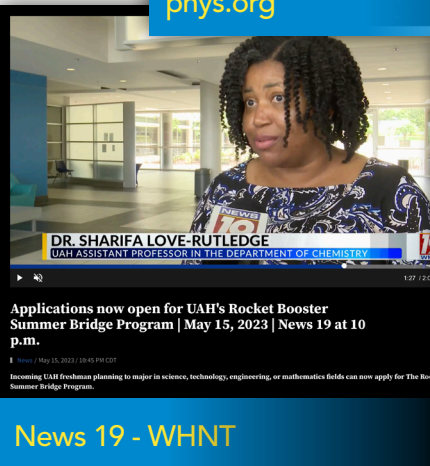 phys.org
NEWS
19
DR. SHARIFA LOVE-RUTLEDGE
UAH ASSISTANT PROFESSOR IN THE DEPARTMENT OF CHEMISTRY
1:27 / 2:0
Applications now open for UAH's Rocket Booster
Summer Bridge Program | May 15, 2023 | News 19 at 10
p.m.
News / May 15, 2023 / 10:45 PM CDT
Incoming UAH freshman planning to major in science, technology, engineering, or mathematics fields can now apply for The Ro
Summer Bridge Program.
News 19 - WHNT